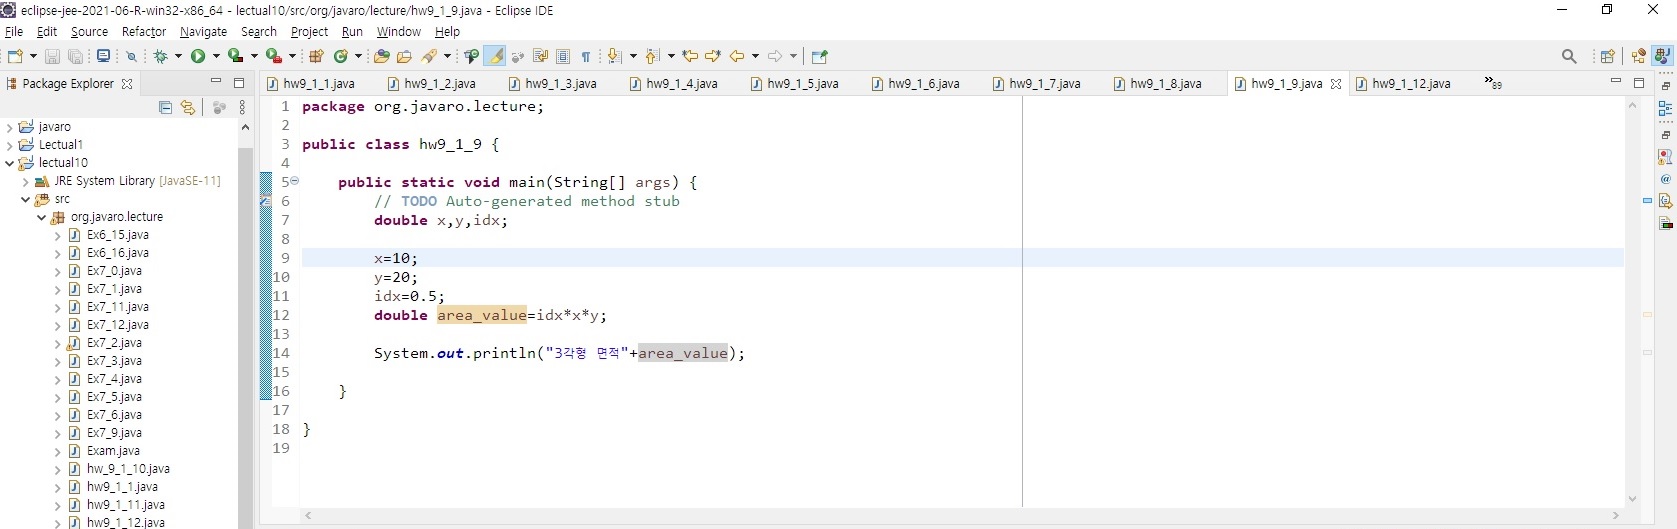 eclipse-jee-2021-06-R-win32-x86_64 - lectual10/src/org/javaro/lecture/hw9_1_9.java - Eclipse IDE
File Edit Source Refactor Navigate Search Project Run Window Help
Package Explorer
hw9_1_1.java hw9_1_2.java hw9_1_3.java hw9_1_4.java hw9_1_5.java hw9_1_6.java hw9_1_7.java hw9_1_8.java hw9_1_9.java hw9_1_12.java »89
javaro
Lectual1
lectual10
JRE System Library [JavaSE-11]
src
org.javaro.lecture
Ex6_15.java
Ex6_16.java
Ex7_0.java
Ex7_1.java
Ex7_11.java
Ex7_12.java
Ex7_2.java
Ex7_3.java
Ex7_4.java
Ex7_5.java
Ex7_6.java
Ex7_9.java
Exam.java
hw_9_1_10.java
hw9_1_1.java
hw9_1_11.java
hw9_1_12.java
1 package org.javaro.lecture;
2
3 public class hw9_1_9 {
4
5 public static void main(String[] args) {
6 // TODO Auto-generated method stub
7 double x,y,idx;
8
9 x=10;
10 y=20;
11 idx=0.5;
12 double area_value=idx*x*y;
13
14 System.out.println("3각형 면적"+area_value);
15
16 }
17
18 }
19